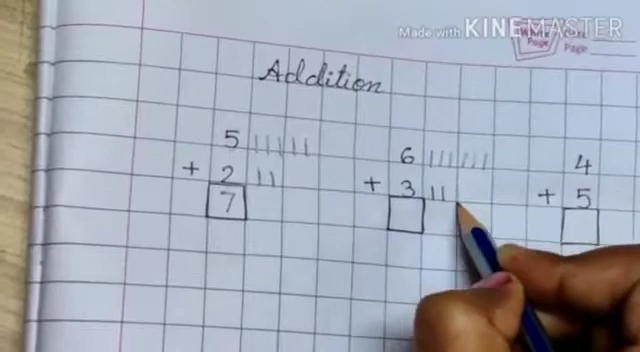 Made with KINEMASTER
Page
Addition
5 ||||| 6 |||||| 4
+ 2 || + 3 || + 5
7